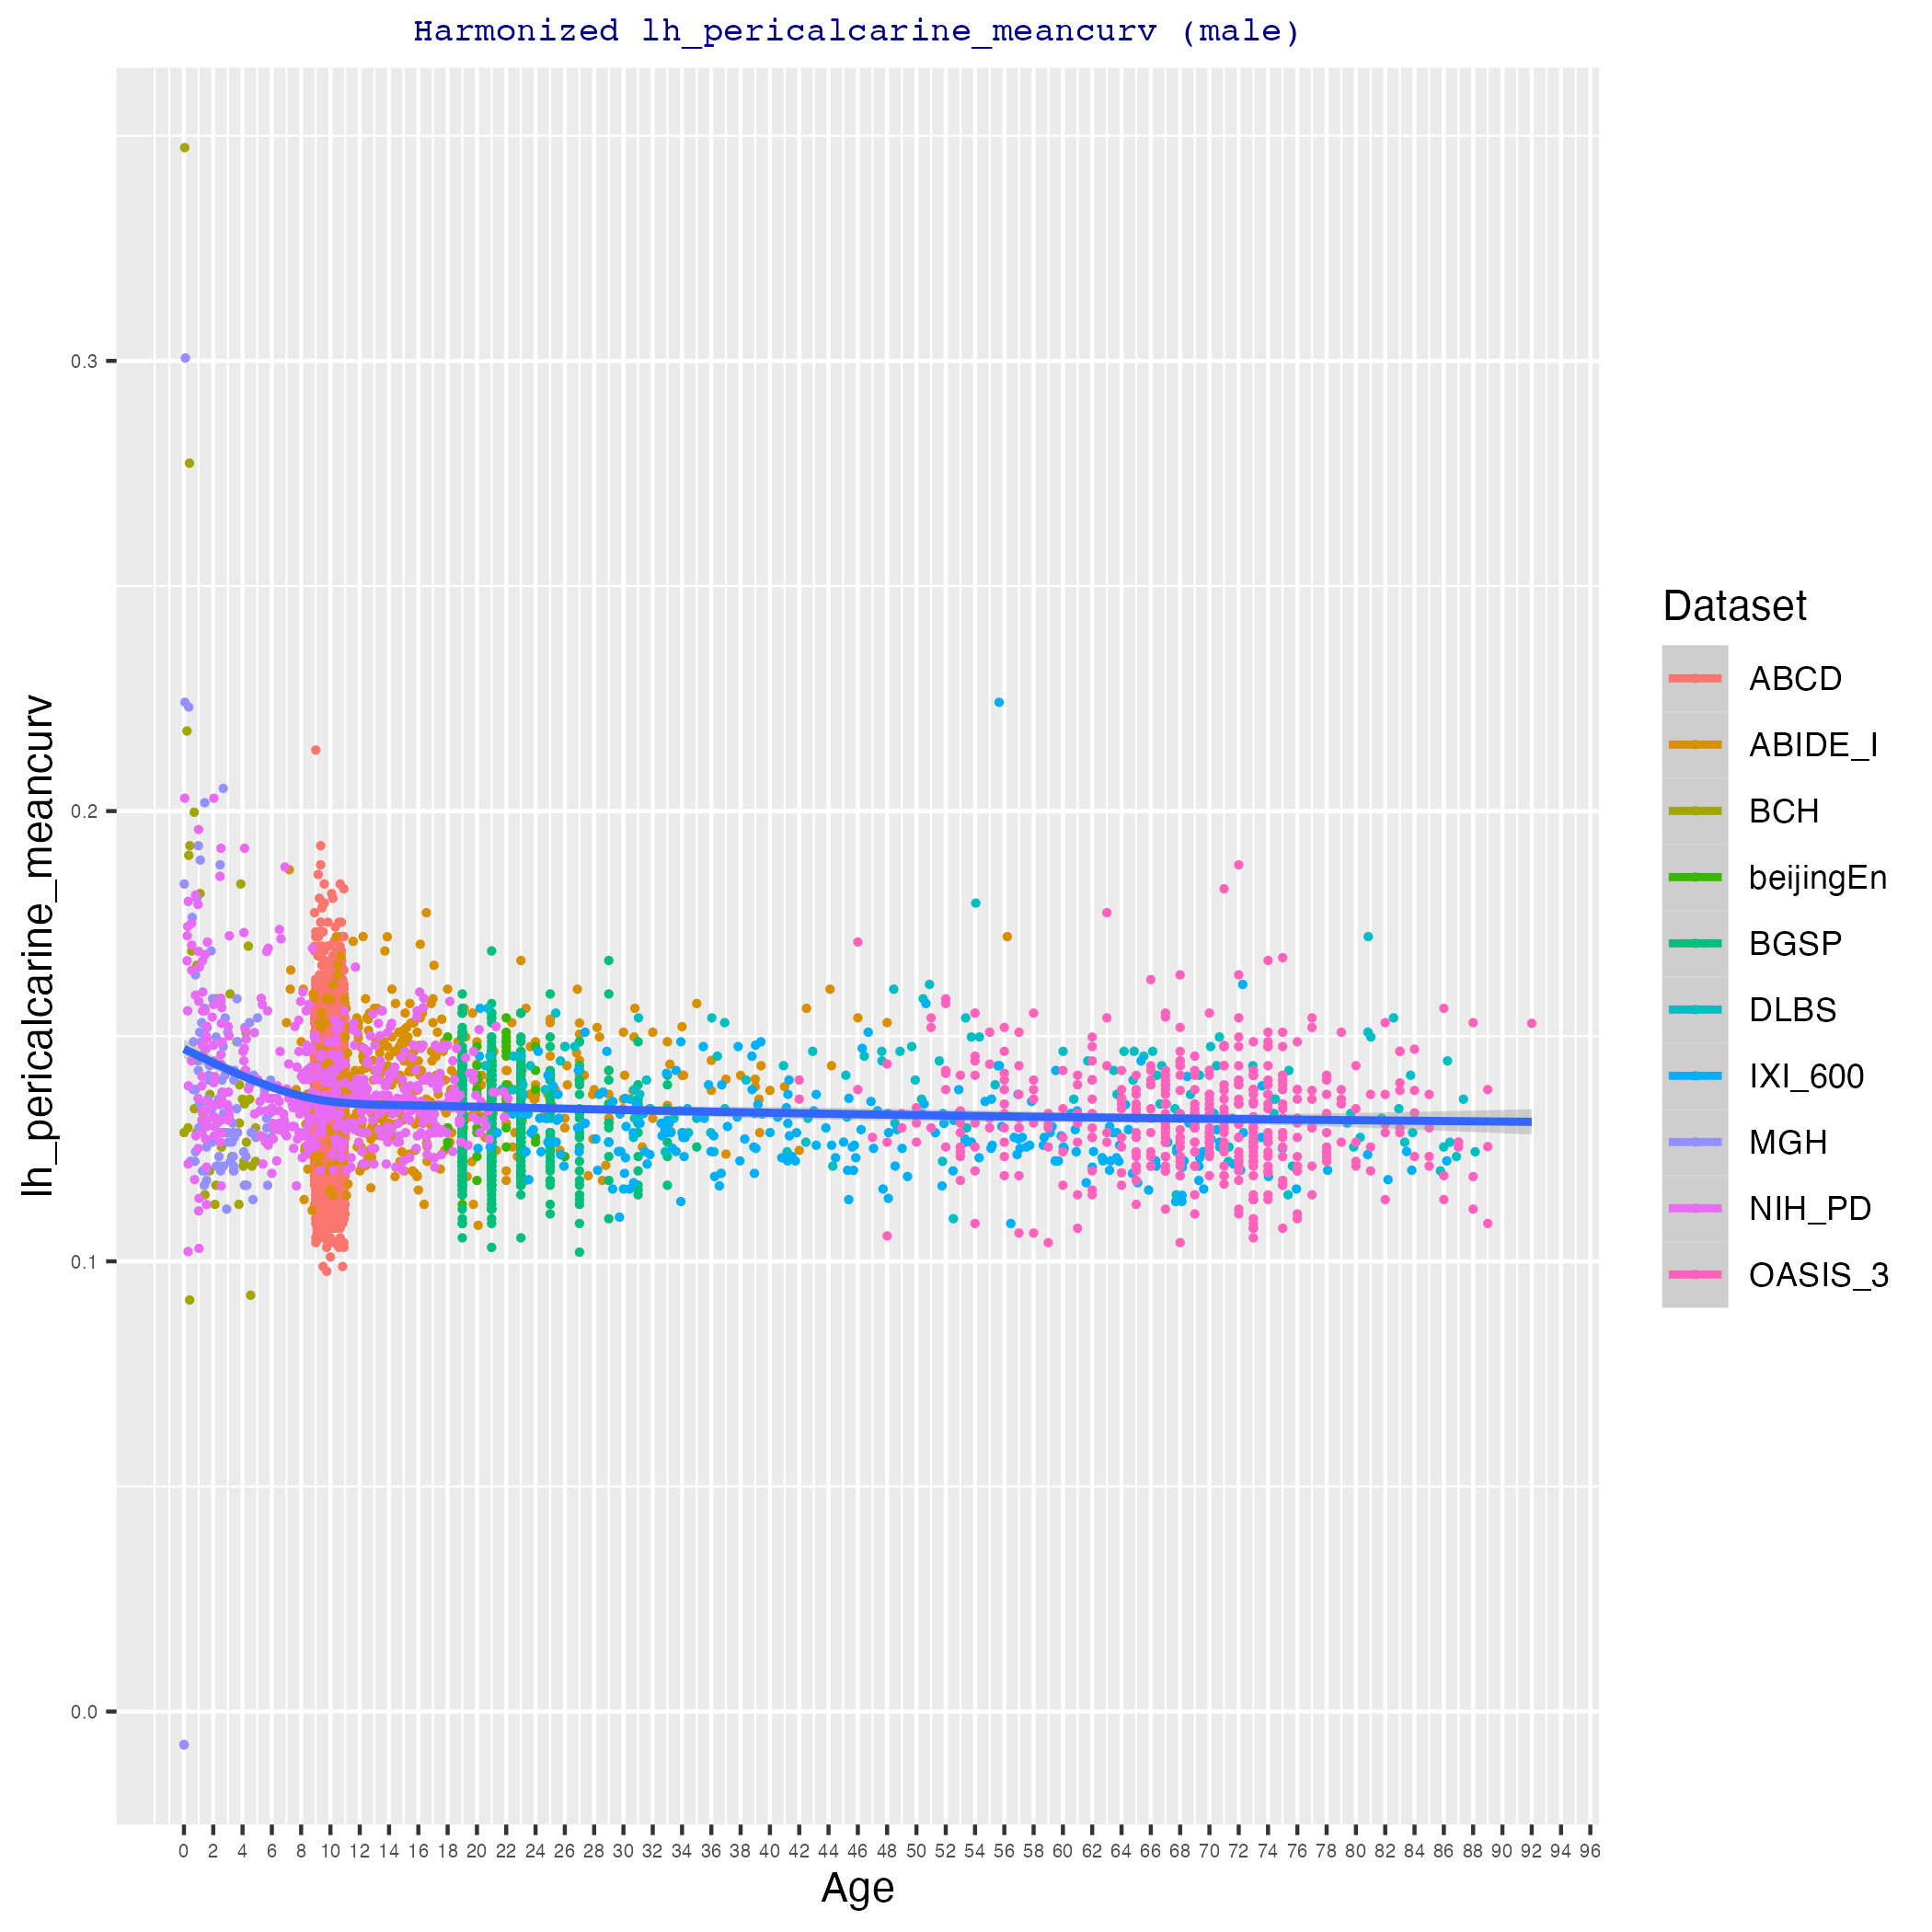 Harmonized lh_pericalcarine_meancurv (male)
lh_pericalcarine_meancurv
0.3
0.2
0.1
0.0
0 2 4 6 8 10 12 14 16 18 20 22 24 26 28 30 32 34 36 38 40 42 44 46 48 50 52 54 56 58 60 62 64 66 68 70 72 74 76 78 80 82 84 86 88 90 92 94 96
Age
Dataset
ABCD
ABIDE_I
BCH
beijingEn
BGSP
DLBS
IXI_600
MGH
NIH_PD
OASIS_3